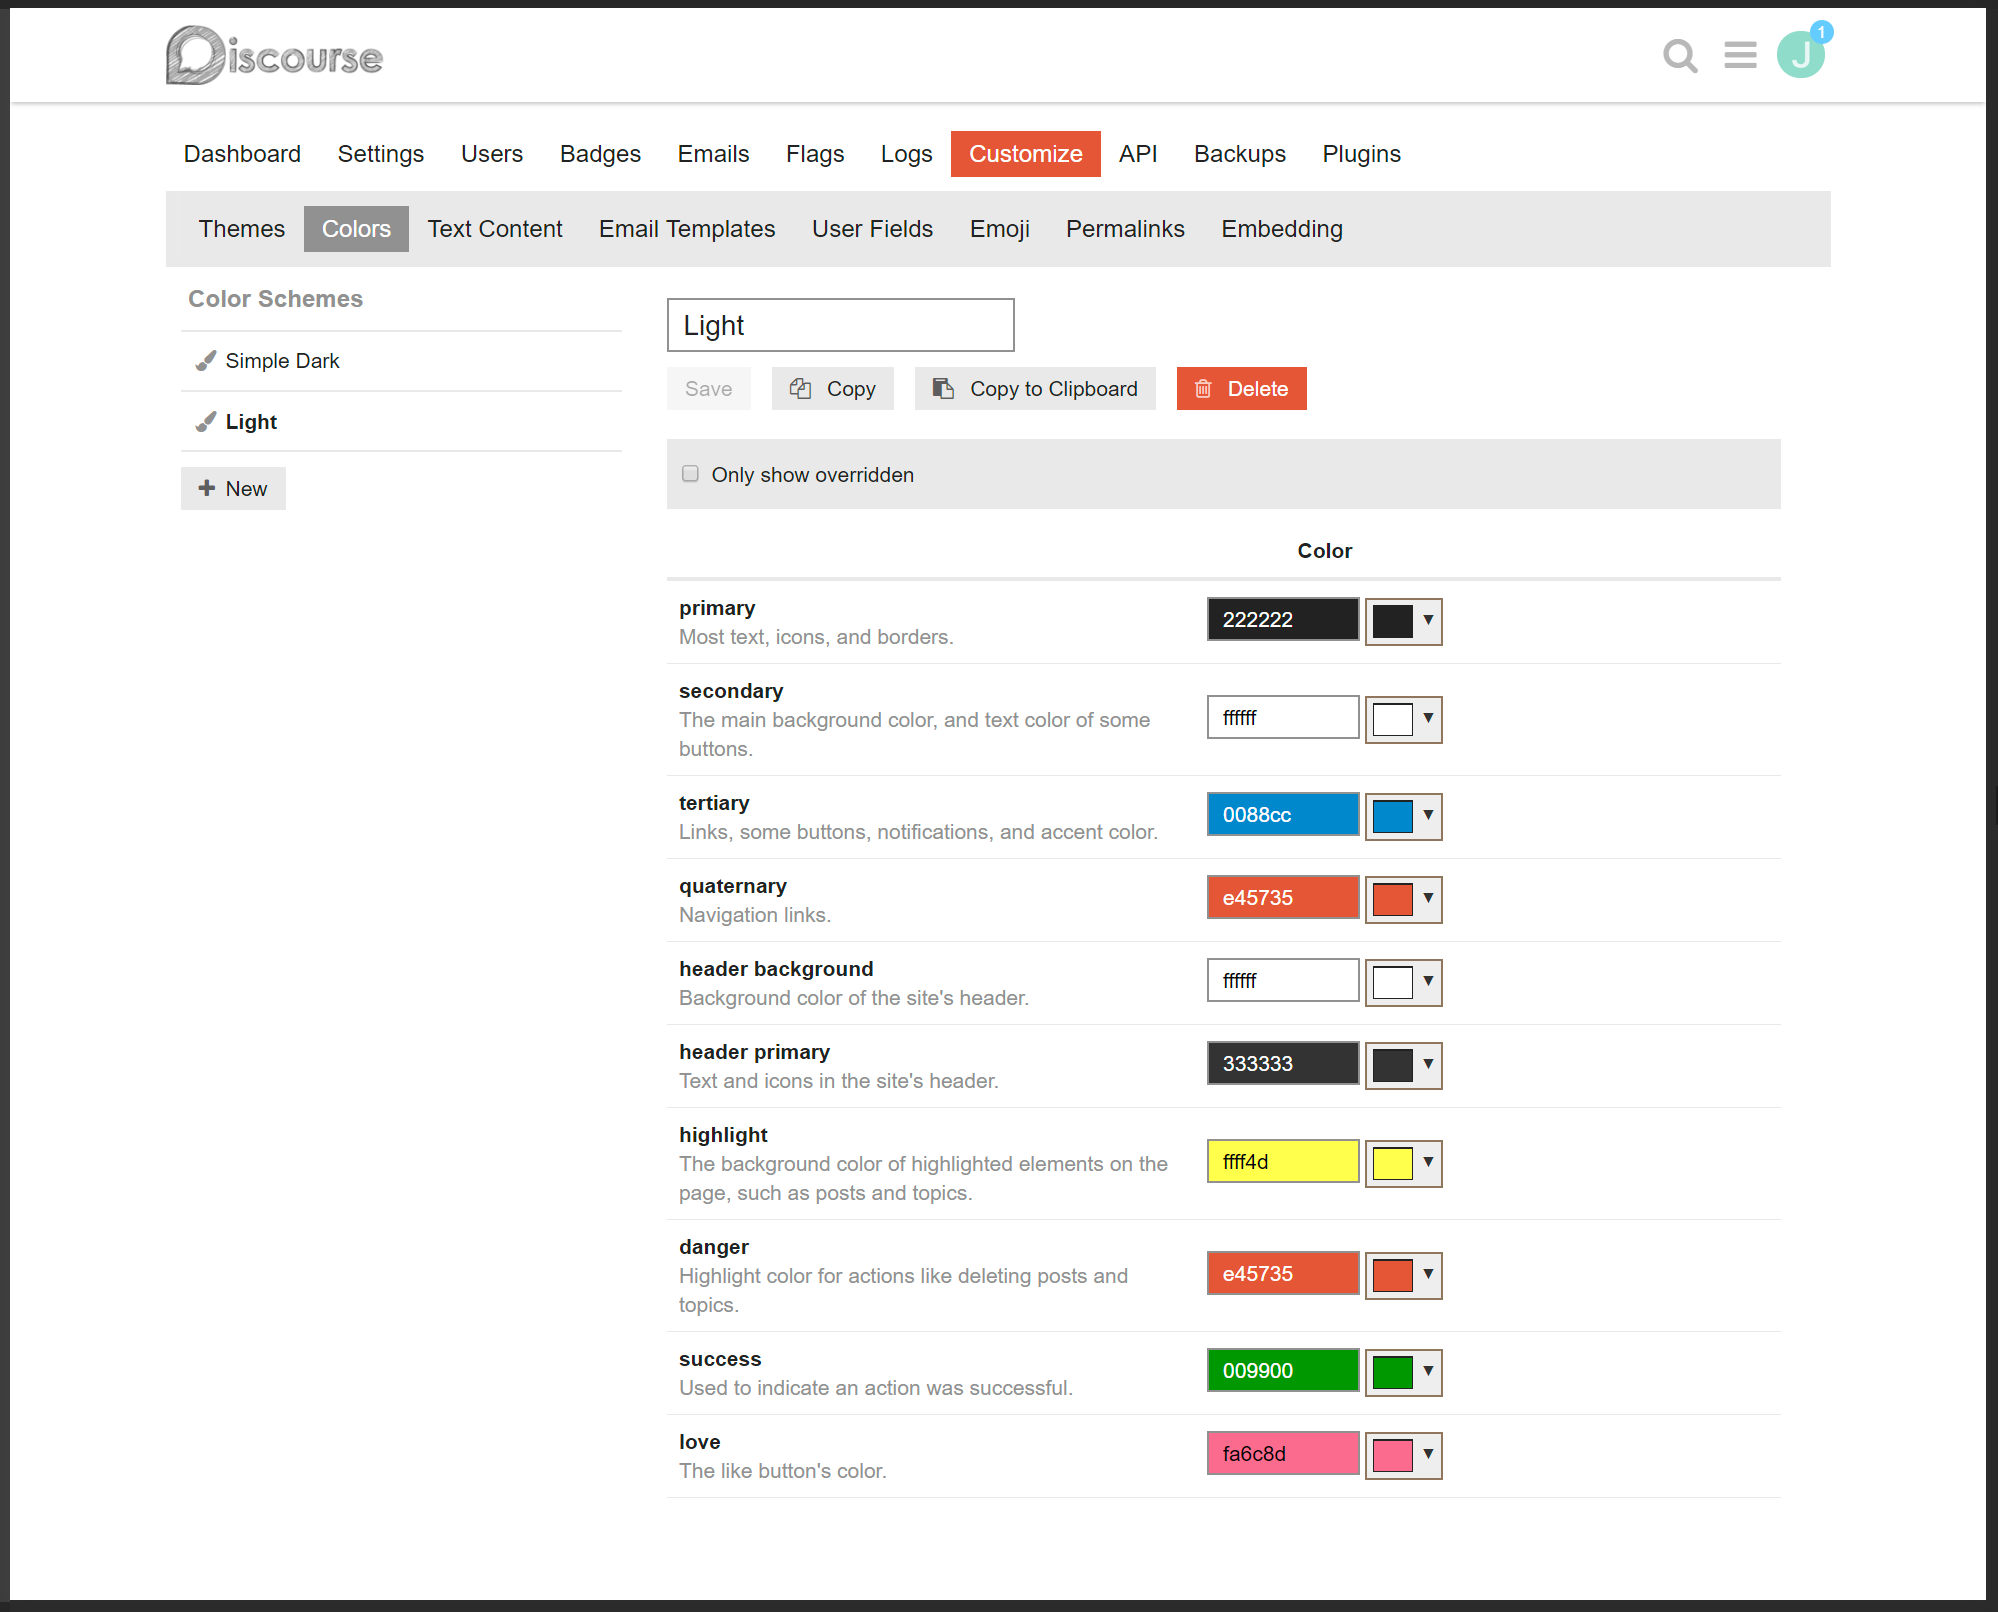 Discourse
1
J
Dashboard Settings Users Badges Emails Flags Logs Customize API Backups Plugins
Themes Colors Text Content Email Templates User Fields Emoji Permalinks Embedding
Color Schemes
Simple Dark
Light
New
Light
Save Copy Copy to Clipboard Delete
Only show overridden
Color
primary
Most text, icons, and borders.
222222
secondary
The main background color, and text color of some
buttons.
ffffff
tertiary
Links, some buttons, notifications, and accent color.
0088cc
quaternary
Navigation links.
e45735
header background
Background color of the site's header.
ffffff
header primary
Text and icons in the site's header.
333333
highlight
The background color of highlighted elements on the
page, such as posts and topics.
ffff4d
danger
Highlight color for actions like deleting posts and
topics.
e45735
success
Used to indicate an action was successful.
009900
love
The like button's color.
fa6c8d